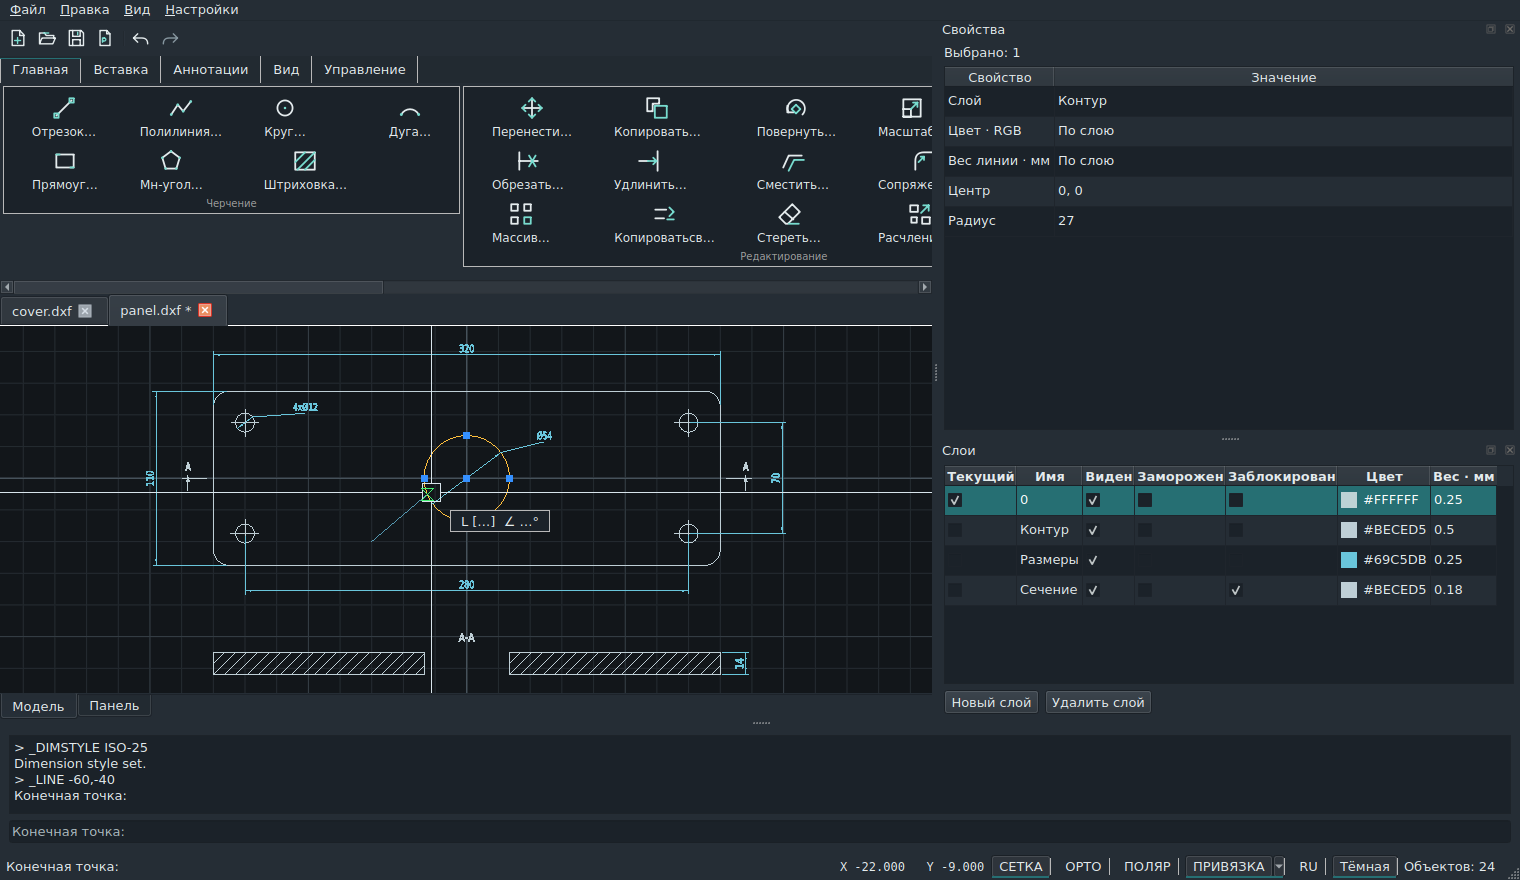 Файл Правка Вид Настройки
Главная Вставка Аннотации Вид Управление
Отрезок... Полилиния... Круг... Дуга...
Прямоуг... Мн-угол... Штриховка...
Черчение
Перенести... Копировать... Повернуть... Масштаб
Обрезать... Удлинить... Сместить... Сопряже
Массив... Копироватьсв... Стереть... Расчлени
Редактирование
cover.dxf panel.dxf *
320
4xØ12
Ø54
110
A A
70
L [...] ∠ ...°
280
A-A
14
Модель Панель
Свойства
Выбрано: 1
Свойство Значение
Слой Контур
Цвет · RGB По слою
Вес линии · мм По слою
Центр 0, 0
Радиус 27
Слои
Текущий Имя Виден Заморожен Заблокирован Цвет Вес · мм
0 #FFFFFF 0.25
Контур #BECED5 0.5
Размеры #69C5DB 0.25
Сечение #BECED5 0.18
Новый слой Удалить слой
> _DIMSTYLE ISO-25
Dimension style set.
> _LINE -60,-40
Конечная точка:
Конечная точка:
Конечная точка: X -22.000 Y -9.000 СЕТКА ОРТО ПОЛЯР ПРИВЯЗКА RU Тёмная Объектов: 24